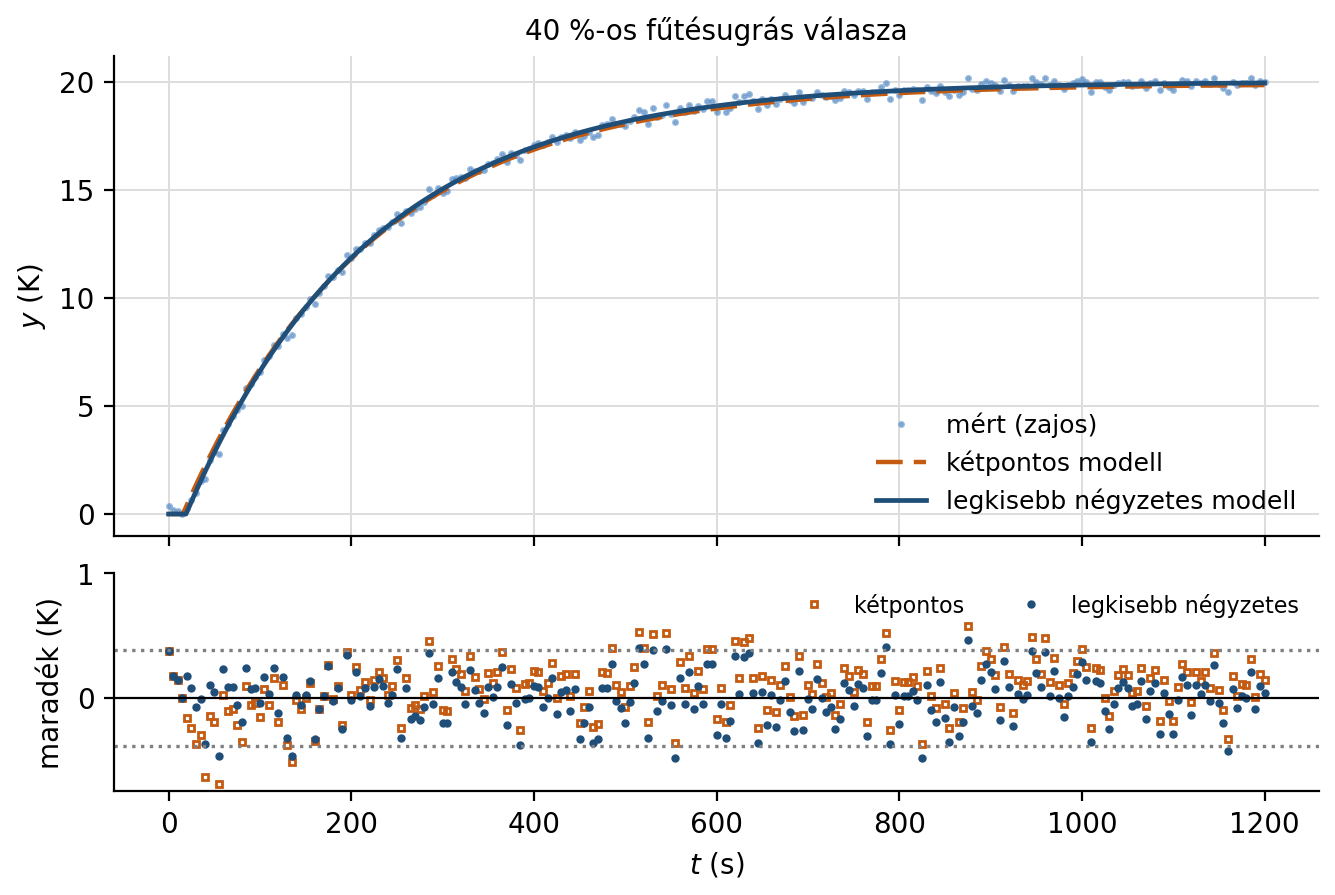 40 %-os fűtésugrás válasza
20
15
10
5
0
y (K)
mért (zajos)
kétpontos modell
legkisebb négyzetes modell
1
0
maradék (K)
kétpontos
legkisebb négyzetes
0 200 400 600 800 1000 1200
t (s)